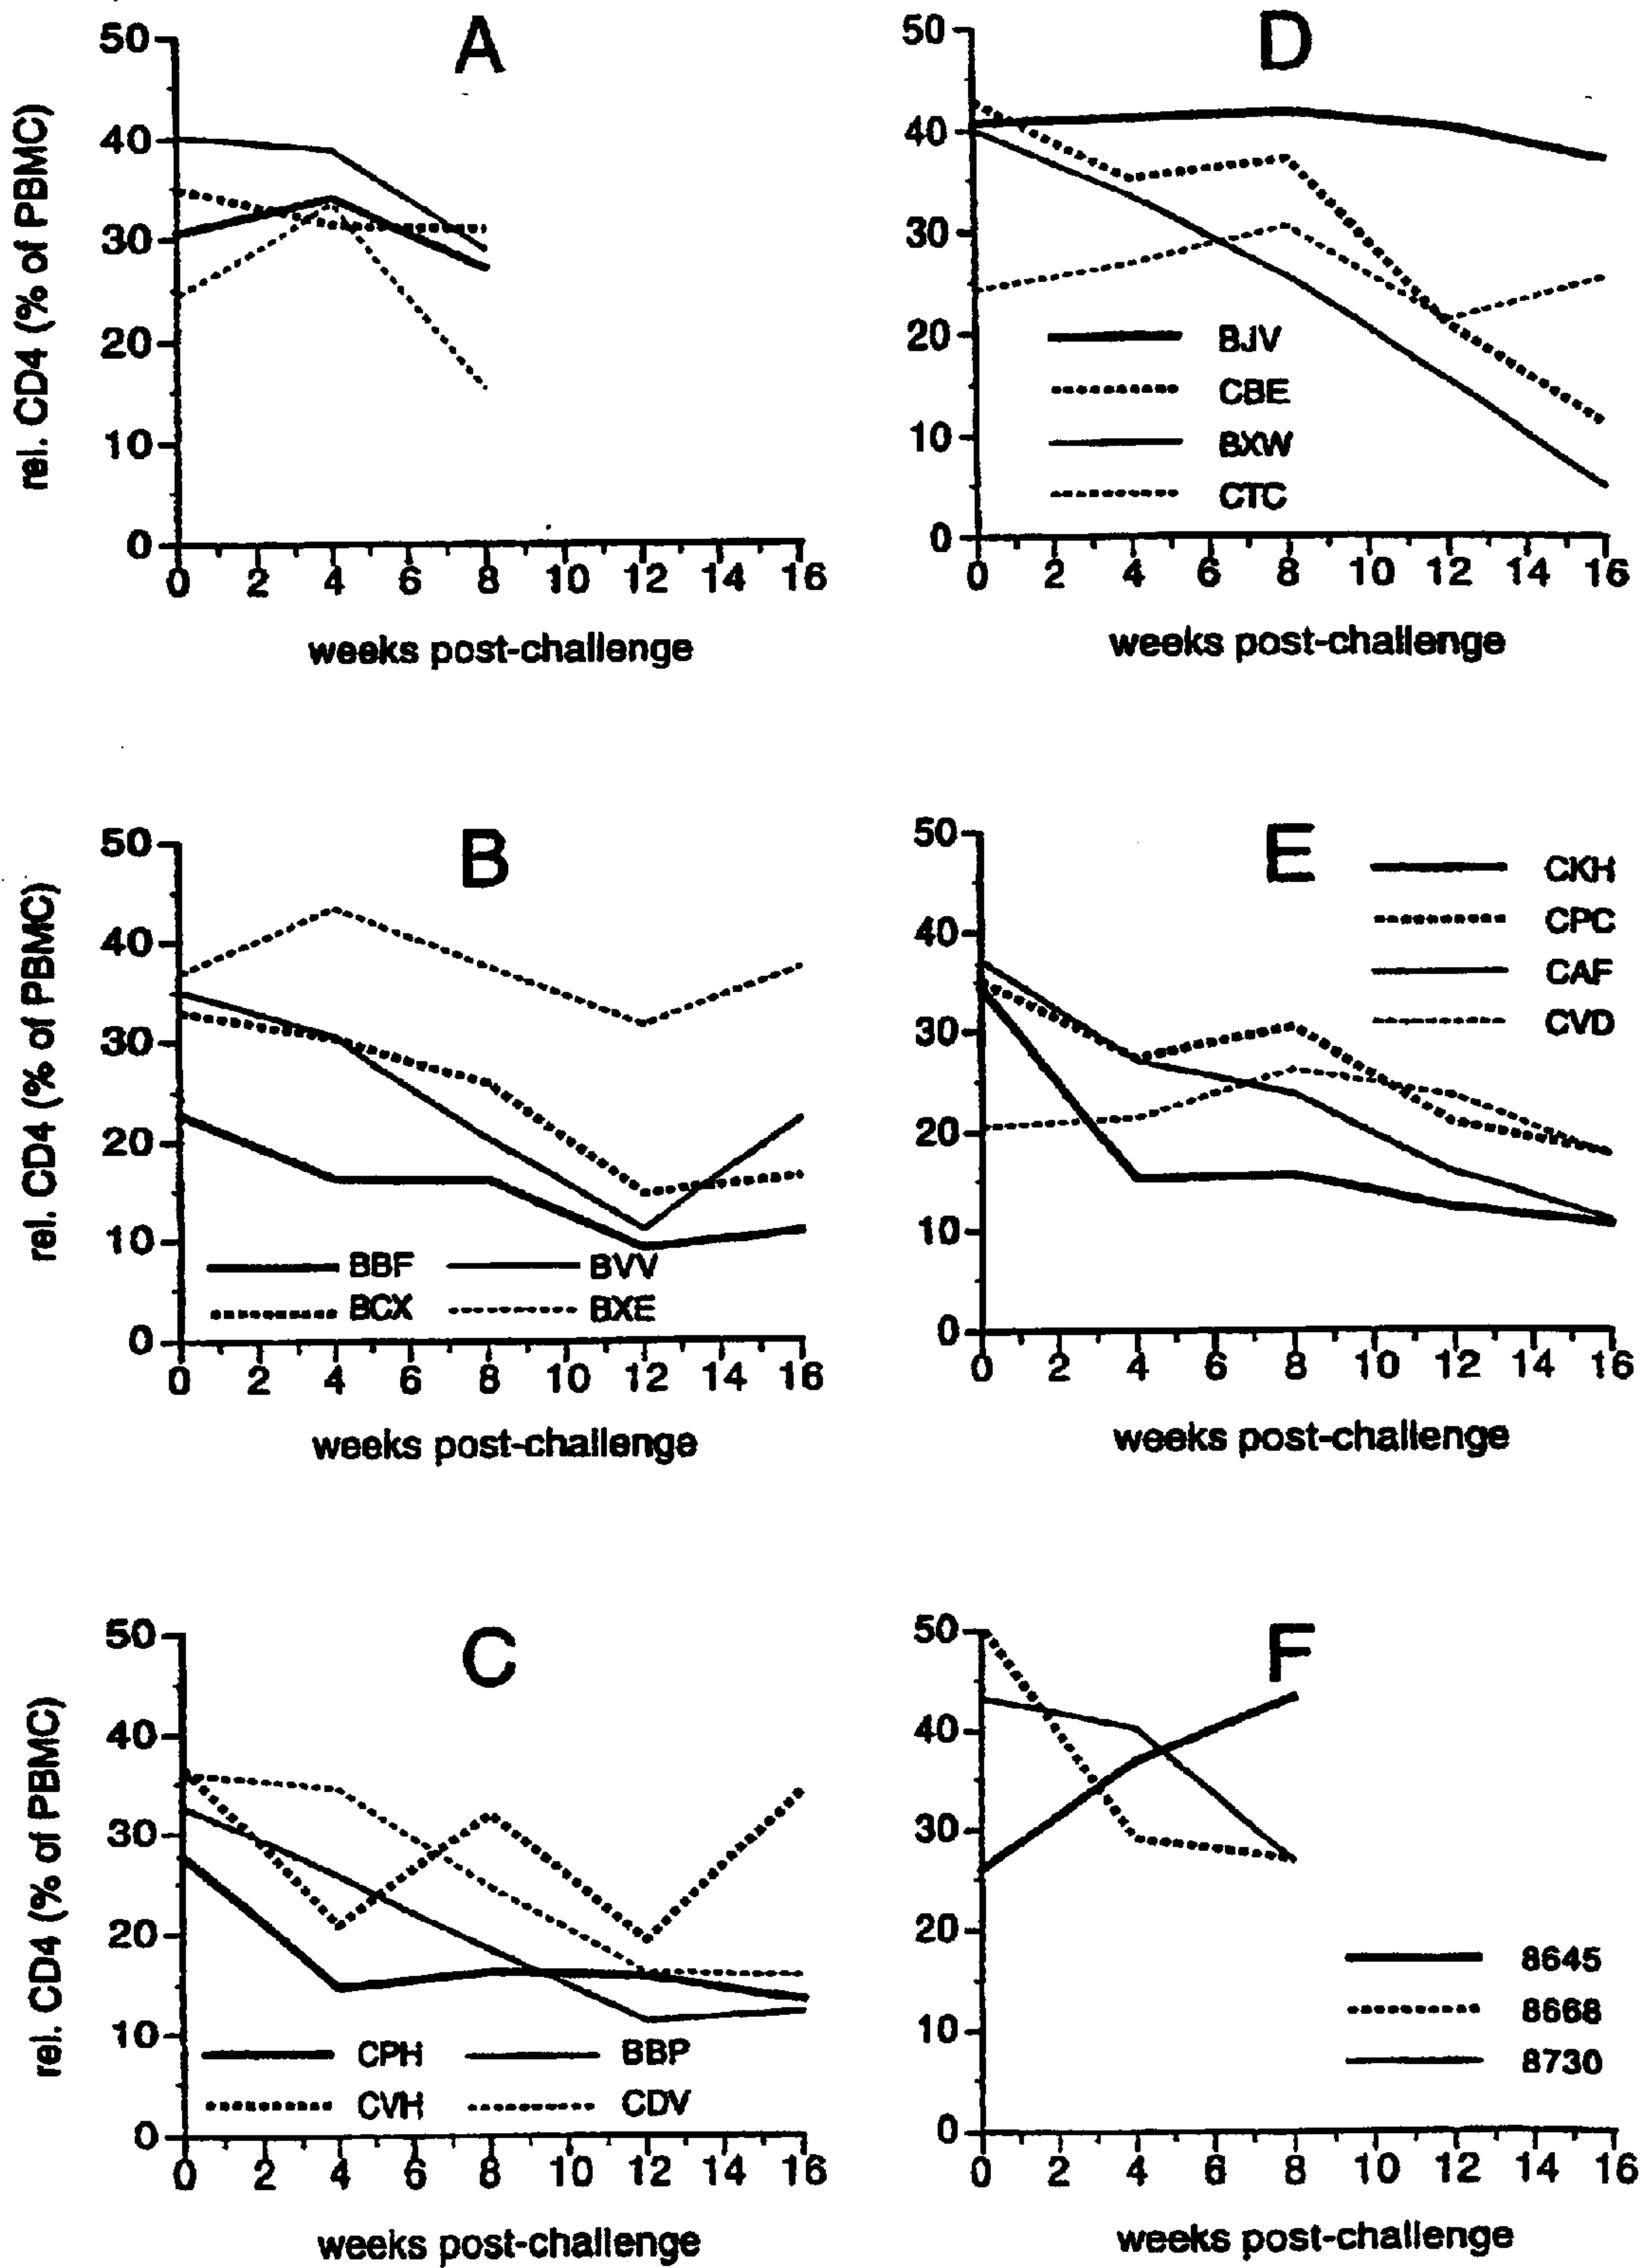 A
rel. CD4 (% of PBMC)
50
40
30
20
10
0
0 2 4 6 8 10 12 14 16
weeks post-challenge
D
50
40
30
20
10
0
BJV
CBE
BXW
CTC
0 2 4 6 8 10 12 14 16
weeks post-challenge
B
rel. CD4 (% of PBMC)
50
40
30
20
10
0
BBF BVV
BCX BXE
0 2 4 6 8 10 12 14 16
weeks post-challenge
E
50
40
30
20
10
0
CKH
CPC
CAF
CVD
0 2 4 6 8 10 12 14 16
weeks post-challenge
C
rel. CD4 (% of PBMC)
50
40
30
20
10
0
CPH BBP
CVH CDV
0 2 4 6 8 10 12 14 16
weeks post-challenge
F
50
40
30
20
10
0
8645
8668
8730
0 2 4 6 8 10 12 14 16
weeks post-challenge